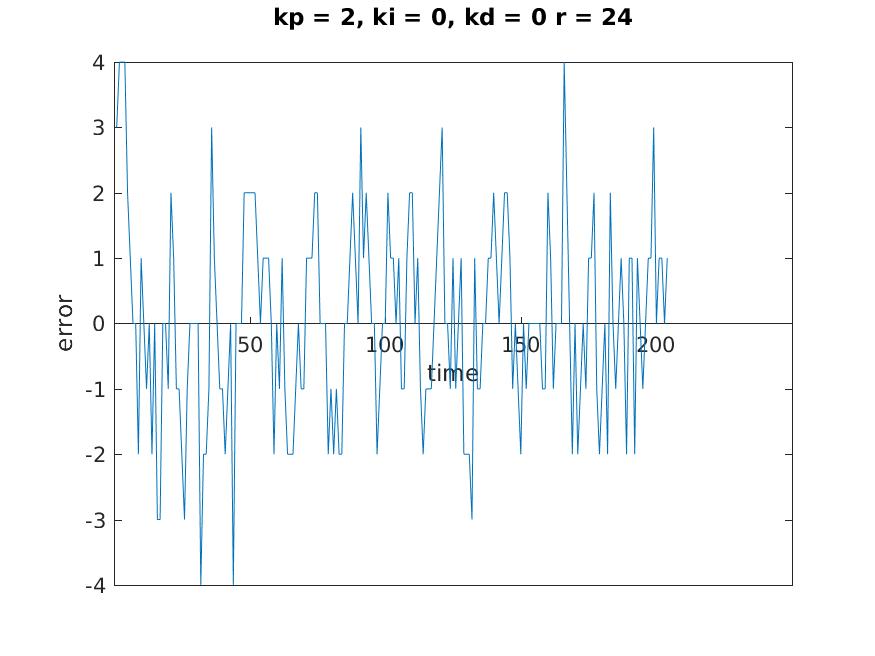 kp = 2, ki = 0, kd = 0 r = 24
4
3
2
1
0
-1
-2
-3
-4
error
50 100 150 200
time